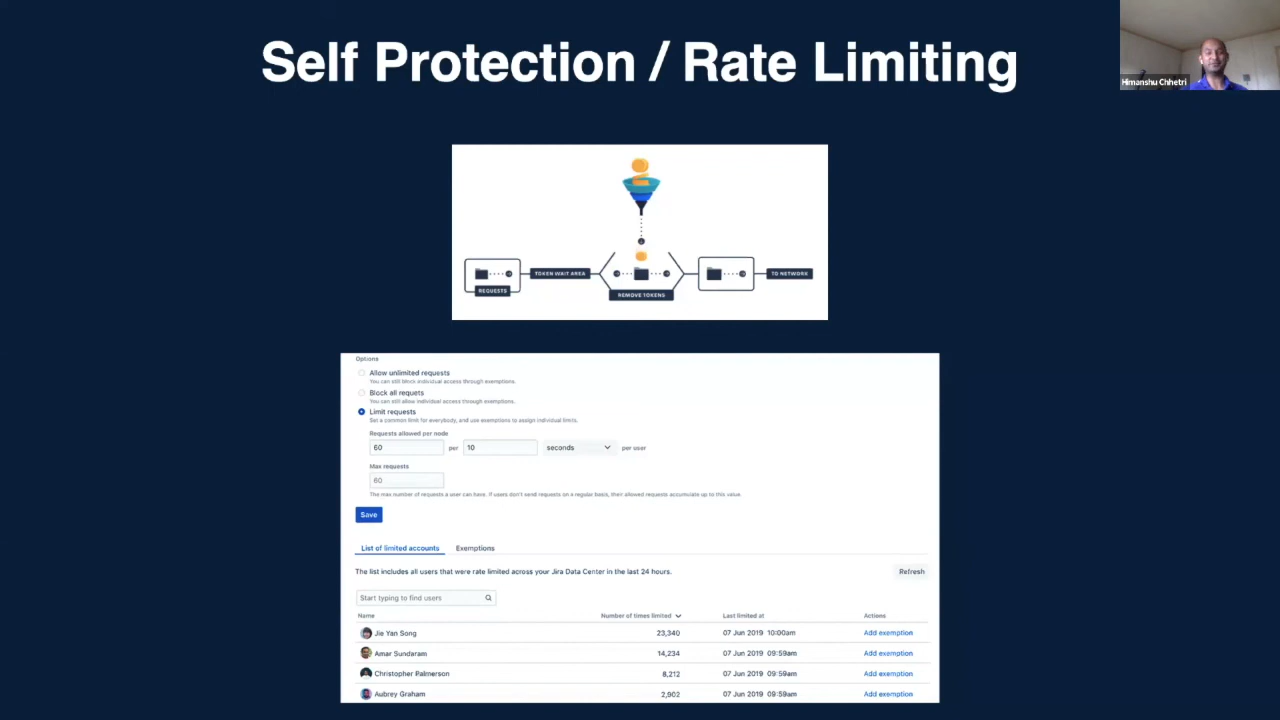 Self Protection / Rate Limiting
Himanshu Chhetri
REQUESTS
TOKEN WAIT AREA
REMOVE TOKENS
TO NETWORK
Options
Allow unlimited requests
You can still block individual access through exemptions.
Block all requets
You can still allow individual access through exemptions.
Limit requests
Set a common limit for everybody, and use exemptions to assign individual limits.
Requests allowed per node
60 per 10 seconds per user
Max requests
60
The max number of requests a user can have. If users don't send requests on a regular basis, then allowed requests accumulate up to this value.
Save
List of limited accounts Exemptions
The list includes all users that were rate limited across your Jira Data Center in the last 24 hours.
Refresh
Start typing to find users
Name Number of times limited Last limited at Actions
Jie Yan Song 23,340 07 Jun 2019 10:00am Add exemption
Amar Sundaram 14,234 07 Jun 2019 09:59am Add exemption
Christopher Palmerson 8,212 07 Jun 2019 09:59am Add exemption
Aubrey Graham 2,902 07 Jun 2019 09:59am Add exemption